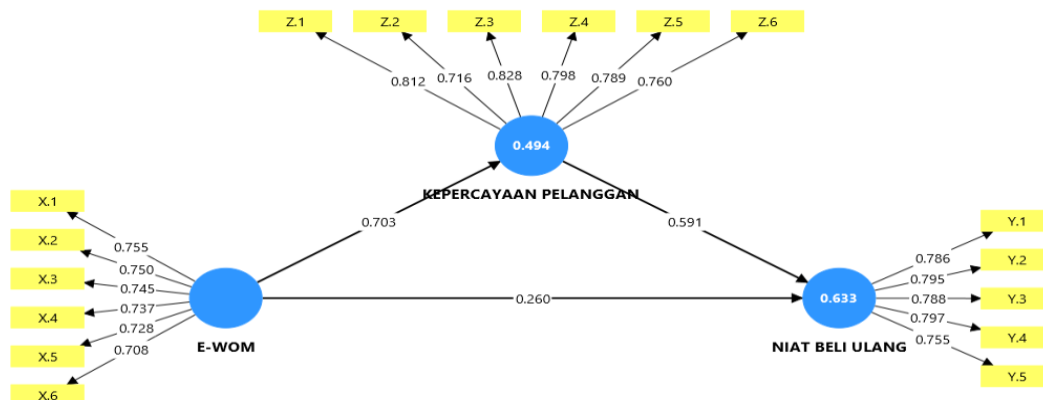 Z.1 Z.2 Z.3 Z.4 Z.5 Z.6
0.812 0.716 0.828 0.798 0.789 0.760
0.494
KEPERCAYAAN PELANGGAN
X.1
X.2
X.3
X.4
X.5
X.6
0.755
0.750
0.745
0.737
0.728
0.708
E-WOM
0.703
0.591
0.260
0.633
NIAT BELI ULANG
0.786
0.795
0.788
0.797
0.755
Y.1
Y.2
Y.3
Y.4
Y.5